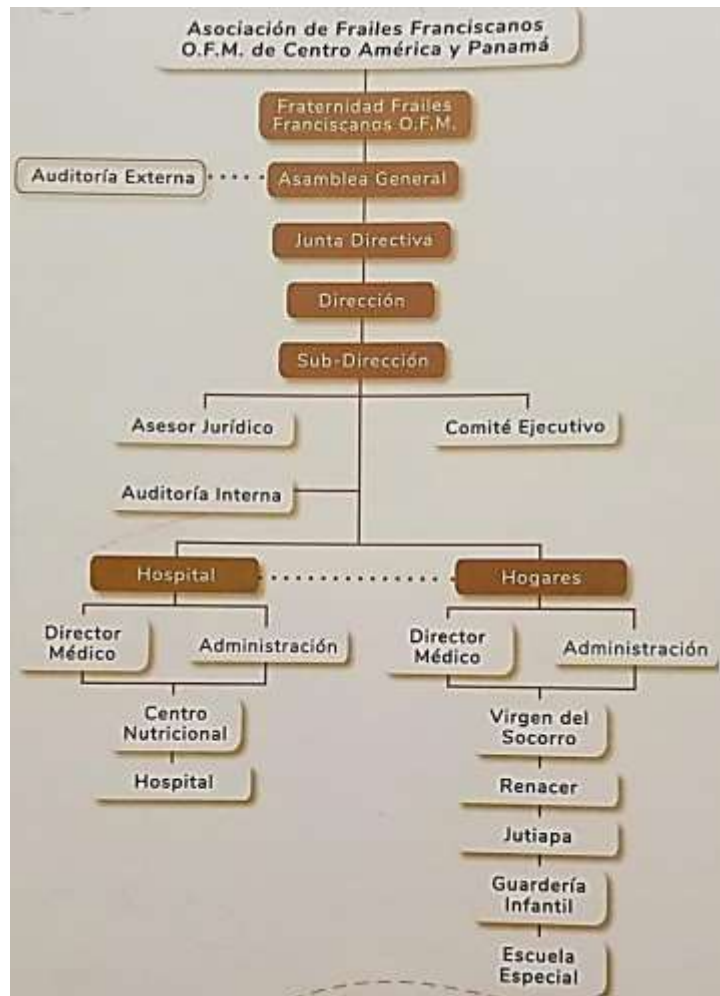 Asociación de Frailes Franciscanos
O.F.M. de Centro América y Panamá
Fraternidad Frailes
Franciscanos O.F.M.
Auditoría Externa
Asamblea General
Junta Directiva
Dirección
Sub-Dirección
Asesor Jurídico
Comité Ejecutivo
Auditoría Interna
Hospital
Hogares
Director
Médico
Administración
Director
Médico
Administración
Centro
Nutricional
Hospital
Virgen del
Socorro
Renacer
Jutiapa
Guardería
Infantil
Escuela
Especial